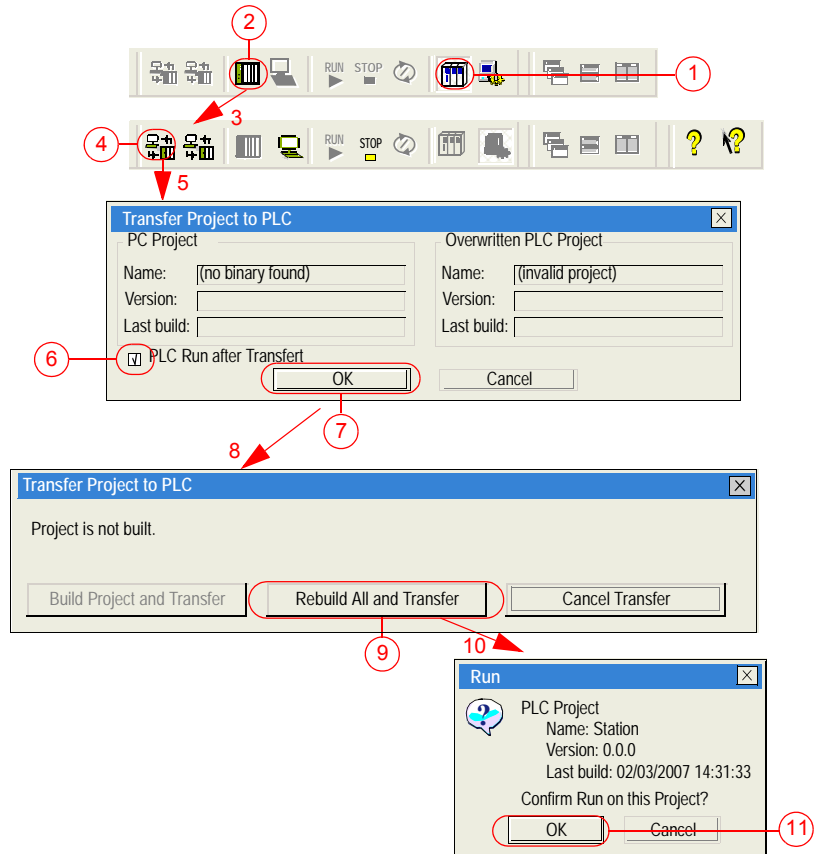 2
RUN STOP
1
3
4
RUN STOP
? ?
5
Transfer Project to PLC
PC Project
Overwritten PLC Project
Name: (no binary found)
Name: (invalid project)
Version:
Version:
Last build:
Last build:
6
PLC Run after Transfert
OK
Cancel
7
8
Transfer Project to PLC
Project is not built.
Build Project and Transfer
Rebuild All and Transfer
Cancel Transfer
9
10
Run
PLC Project
Name: Station
Version: 0.0.0
Last build: 02/03/2007 14:31:33
Confirm Run on this Project?
OK
Cancel
11